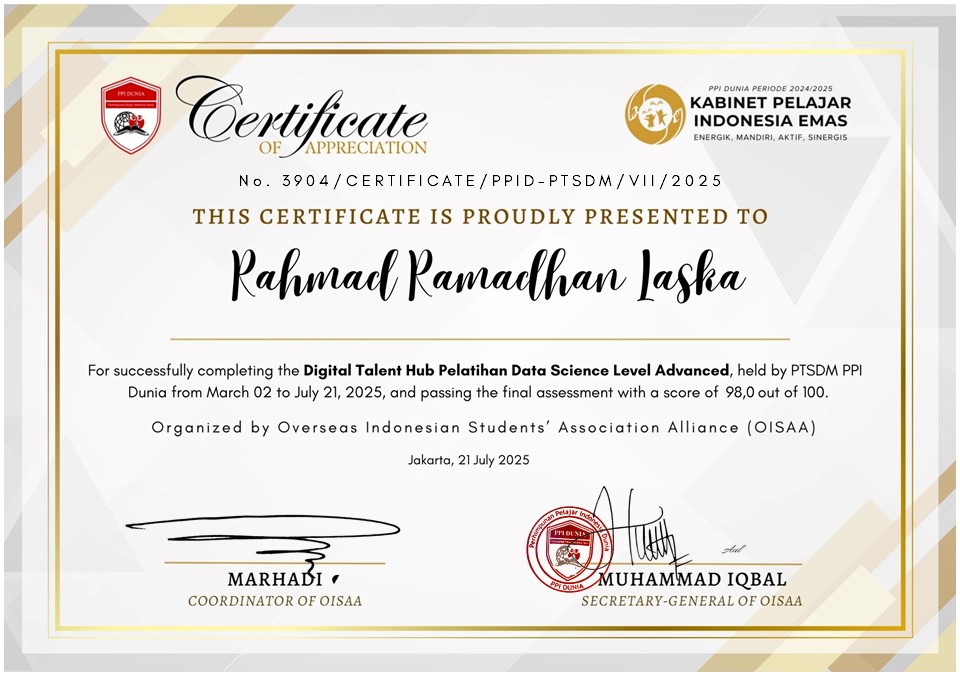 PPI DUNIA
Certificate
OF APPRECIATION
PPI DUNIA PERIODE 2024/2025
KABINET PELAJAR
INDONESIA EMAS
ENERGIK, MANDIRI, AKTIF, SINERGIS
No. 3904/CERTIFICATE/PPID-PTSDM/VII/2025
THIS CERTIFICATE IS PROUDLY PRESENTED TO
Rahmad Ramadhan Laska
For successfully completing the Digital Talent Hub Pelatihan Data Science Level Advanced, held by PTSDM PPI
Dunia from March 02 to July 21, 2025, and passing the final assessment with a score of 98,0 out of 100.
Organized by Overseas Indonesian Students’ Association Alliance (OISAA)
Jakarta, 21 July 2025
Perhimpunan Pelajar Indonesia Dunia
PPI DUNIA
PPI DUNIA
MARHADI
COORDINATOR OF OISAA
MUHAMMAD IQBAL
SECRETARY-GENERAL OF OISAA